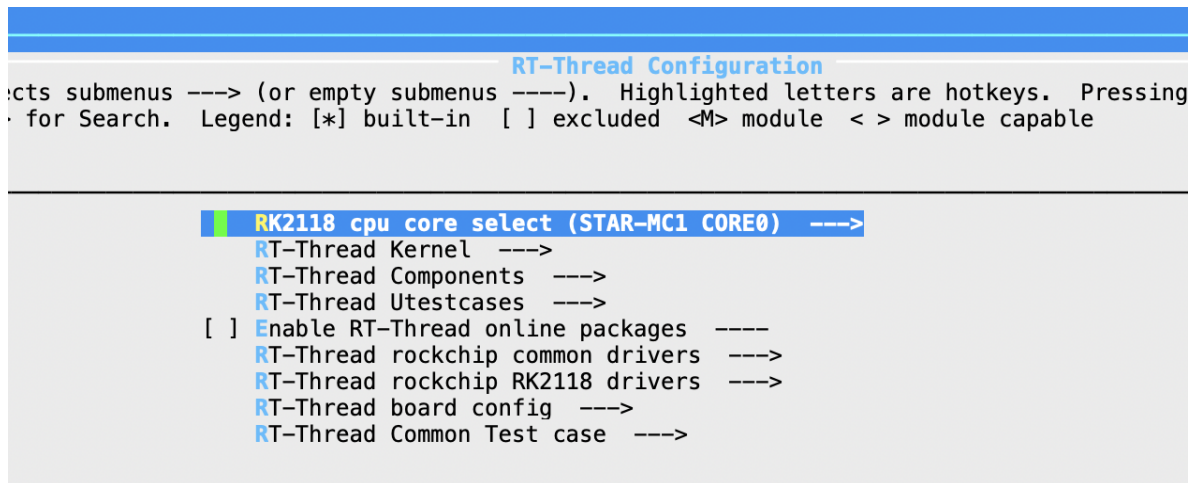 RT-Thread Configuration
submenus ---> (or empty submenus ----).  Highlighted letters are hotkeys.  Pressing
for Search.  Legend: [*] built-in  [ ] excluded  <M> module  < > module capable
RK2118 cpu core select (STAR-MC1 CORE0)  --->
RT-Thread Kernel  --->
RT-Thread Components  --->
RT-Thread Utestcases  --->
[ ] Enable RT-Thread online packages  ----
RT-Thread rockchip common drivers  --->
RT-Thread rockchip RK2118 drivers  --->
RT-Thread board config  --->
RT-Thread Common Test case  --->